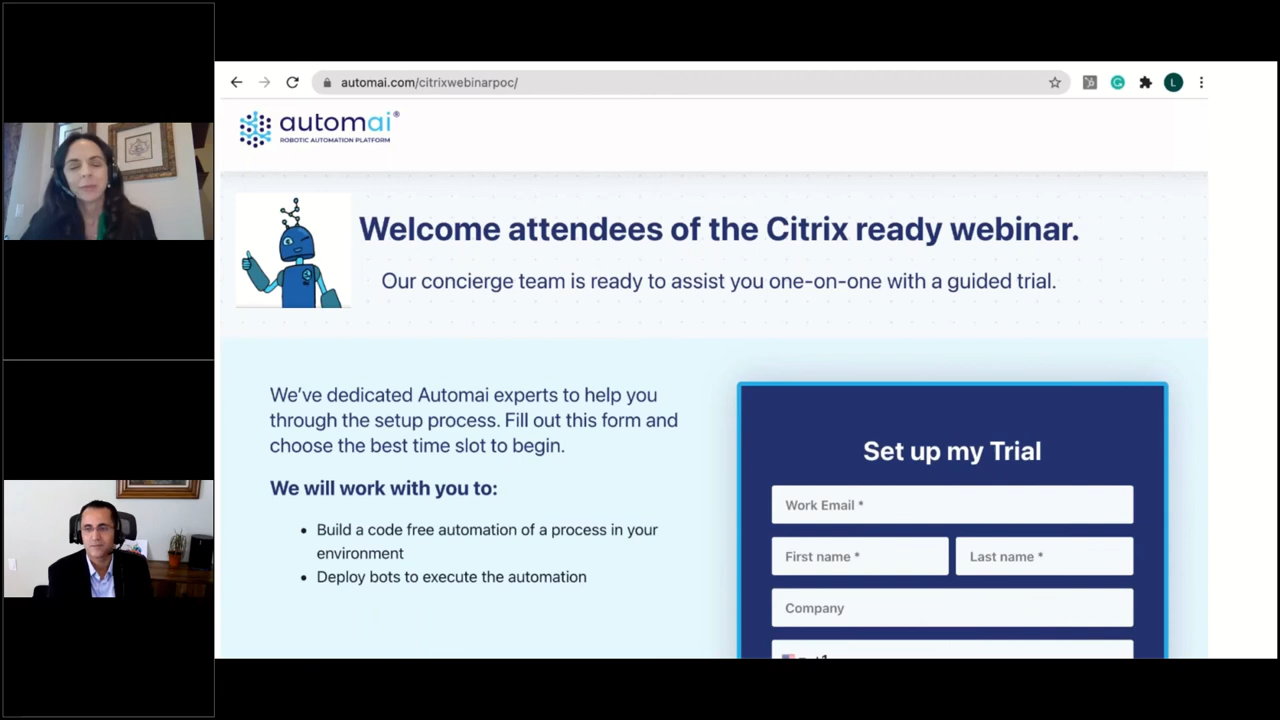 automai.com/citrixwebinarpoc/
L
automai®
ROBOTIC AUTOMATION PLATFORM
Welcome attendees of the Citrix ready webinar.
Our concierge team is ready to assist you one-on-one with a guided trial.
We've dedicated Automai experts to help you
through the setup process. Fill out this form and
choose the best time slot to begin.
We will work with you to:
• Build a code free automation of a process in your
environment
• Deploy bots to execute the automation
Set up my Trial
Work Email *
First name *
Last name *
Company